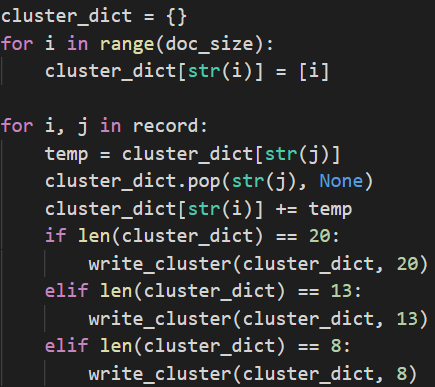 cluster_dict = {}
for i in range(doc_size):
    cluster_dict[str(i)] = [i]

for i, j in record:
    temp = cluster_dict[str(j)]
    cluster_dict.pop(str(j), None)
    cluster_dict[str(i)] += temp
    if len(cluster_dict) == 20:
        write_cluster(cluster_dict, 20)
    elif len(cluster_dict) == 13:
        write_cluster(cluster_dict, 13)
    elif len(cluster_dict) == 8:
        write_cluster(cluster_dict, 8)